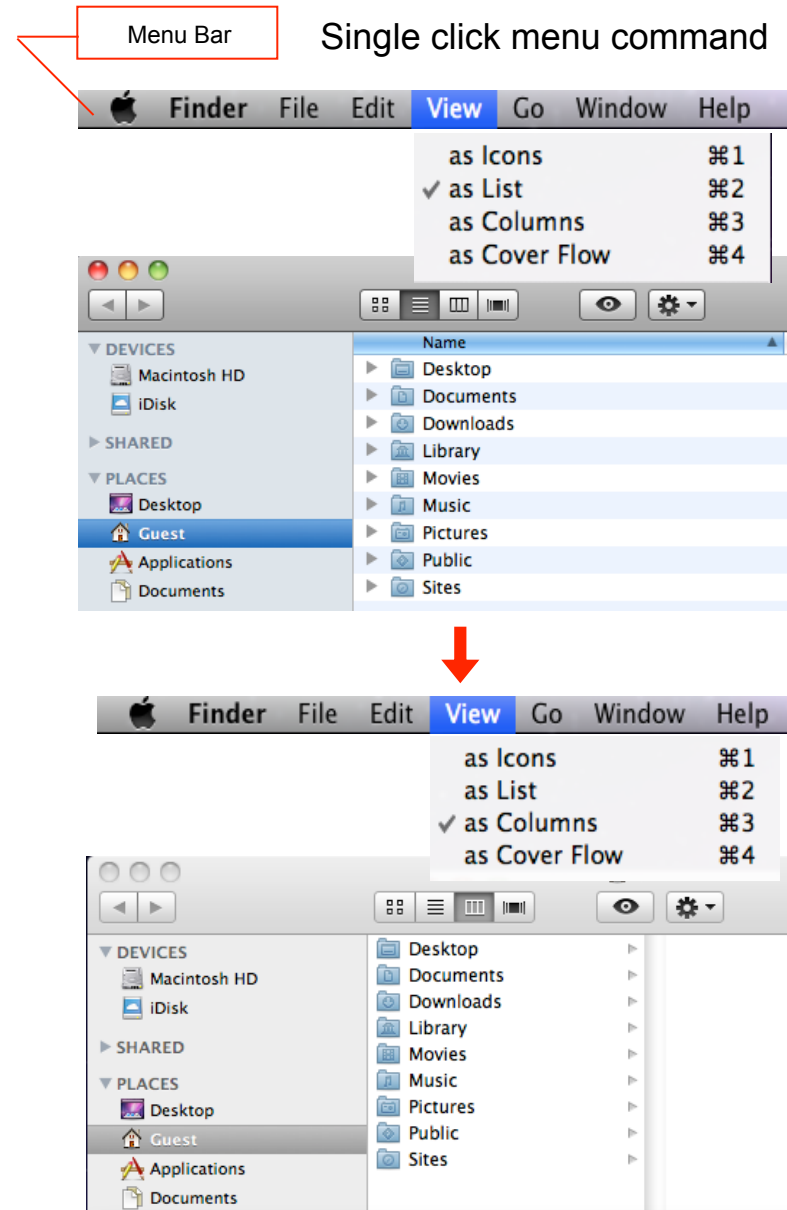 Menu Bar
Single click menu command
Finder File Edit View Go Window Help
as Icons ⌘1
✓ as List ⌘2
as Columns ⌘3
as Cover Flow ⌘4
Name
▼ DEVICES
Macintosh HD
iDisk
▶ SHARED
▼ PLACES
Desktop
Guest
Applications
Documents
Desktop
Documents
Downloads
Library
Movies
Music
Pictures
Public
Sites
Finder File Edit View Go Window Help
as Icons ⌘1
as List ⌘2
✓ as Columns ⌘3
as Cover Flow ⌘4
▼ DEVICES
Macintosh HD
iDisk
▶ SHARED
▼ PLACES
Desktop
Guest
Applications
Documents
Desktop
Documents
Downloads
Library
Movies
Music
Pictures
Public
Sites